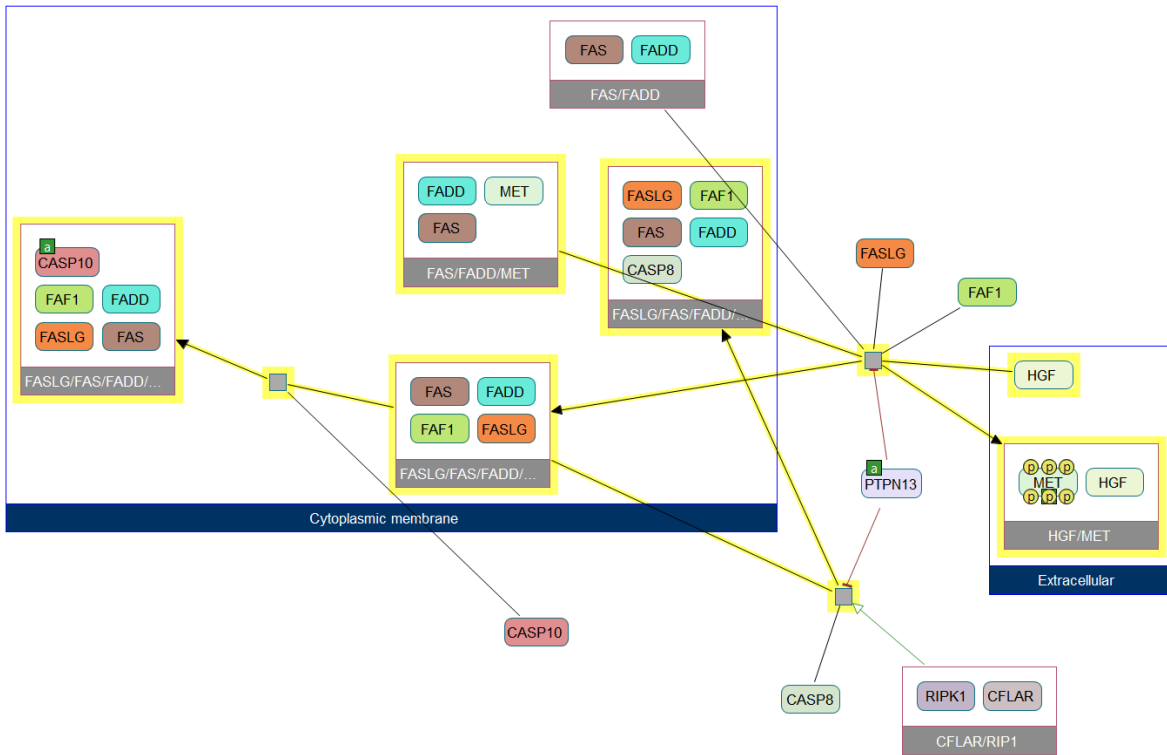 FAS FADD
FAS/FADD
FADD MET
FAS
FAS/FADD/MET
FASLG FAF1
FAS FADD
CASP8
FASLG/FAS/FADD/...
a
CASP10
FAF1 FADD
FASLG FAS
FASLG/FAS/FADD/...
FAS FADD
FAF1 FASLG
FASLG/FAS/FADD/...
Cytoplasmic membrane
FASLG
FAF1
HGF
a
PTPN13
p p p
MET HGF
p p p
HGF/MET
Extracellular
CASP10
CASP8
RIPK1 CFLAR
CFLAR/RIP1